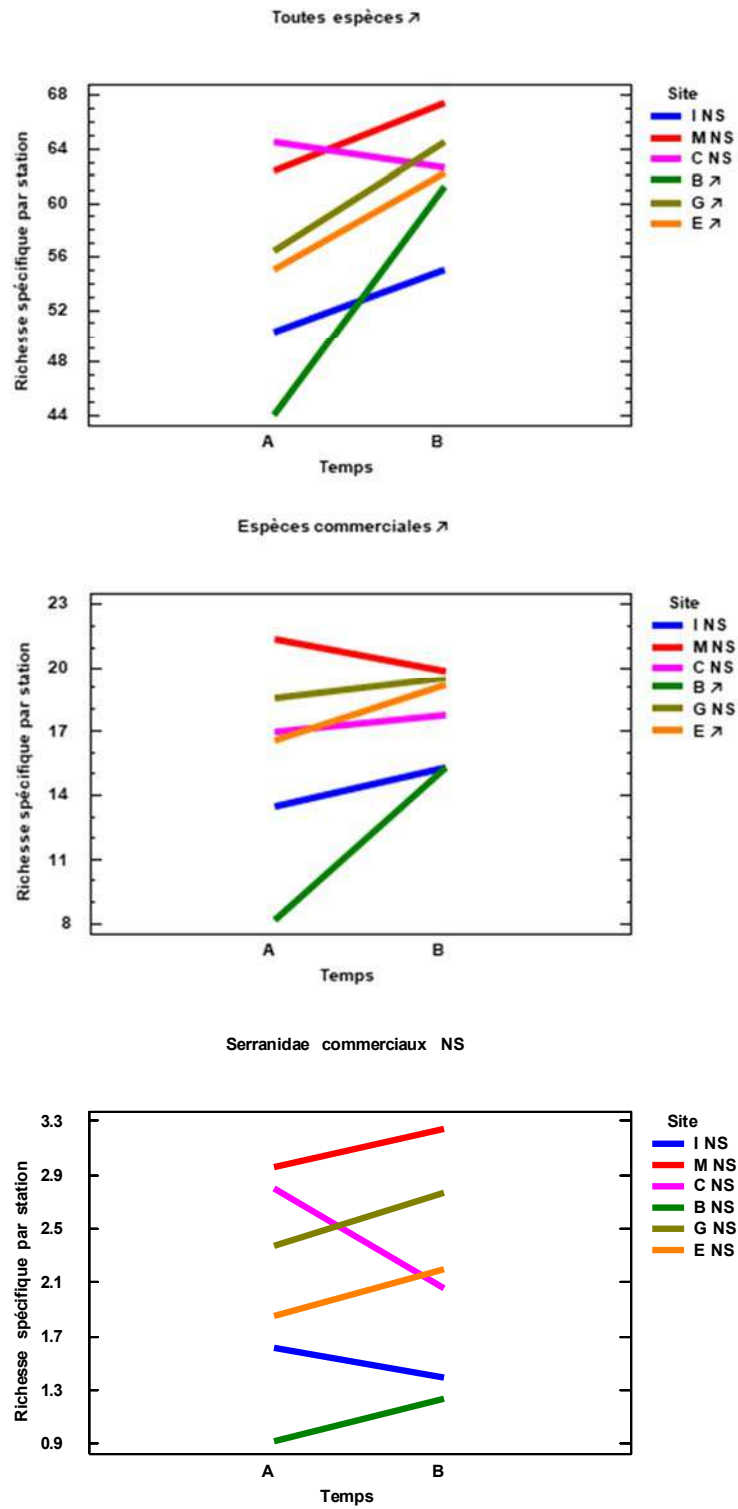 Toutes espèces ↗
Richesse spécifique par station
68
64
60
56
52
48
44
A
B
Temps
Site
I NS
M NS
C NS
B ↗
G ↗
E ↗
Espèces commerciales ↗
Richesse spécifique par station
23
20
17
14
11
8
A
B
Temps
Site
I NS
M NS
C NS
B ↗
G NS
E ↗
Serranidae commerciaux NS
Richesse spécifique par station
3.3
2.9
2.5
2.1
1.7
1.3
0.9
A
B
Temps
Site
I NS
M NS
C NS
B NS
G NS
E NS